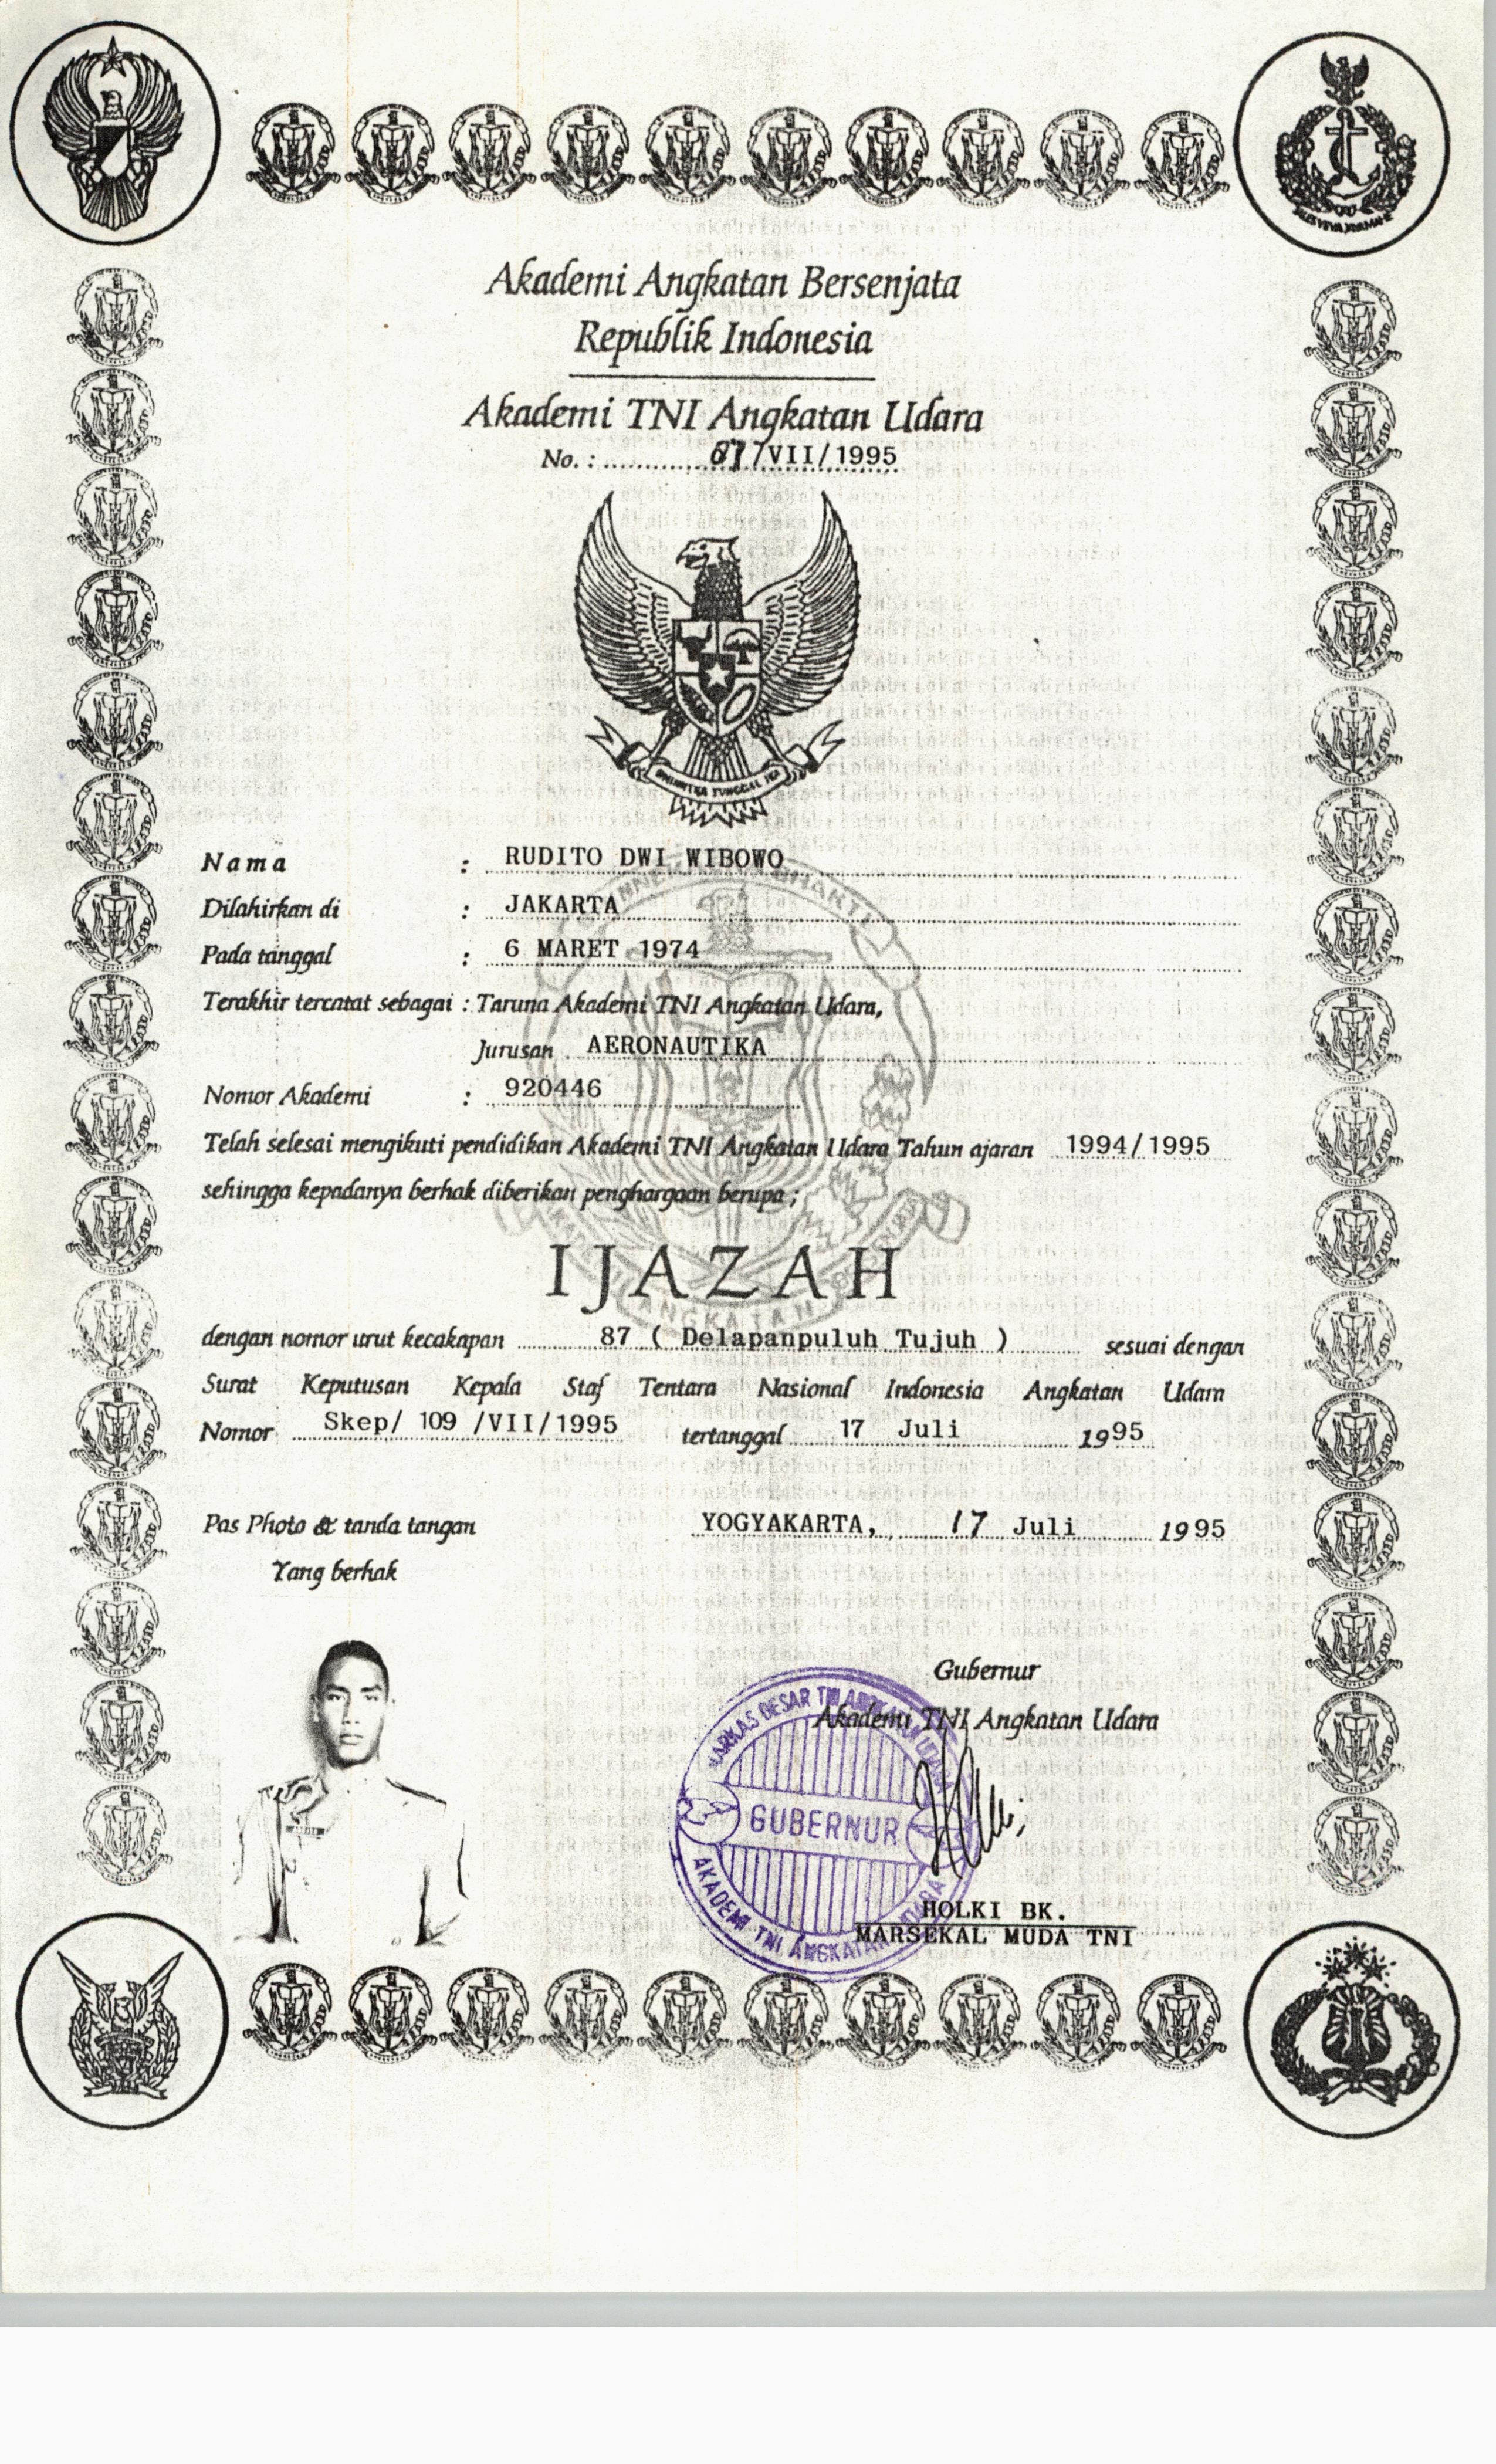 Akademi Angkatan Bersenjata
Republik Indonesia
Akademi TNI Angkatan Udara
No. : 87/VII/1995
BHINNEKA TUNGGAL IKA
Nama : RUDITO DWI WIBOWO
Dilahirkan di : JAKARTA
Pada tanggal : 6 MARET 1974
Terakhir tercatat sebagai : Taruna Akademi TNI Angkatan Udara,
Jurusan AERONAUTIKA
Nomor Akademi : 920446
Telah selesai mengikuti pendidikan Akademi TNI Angkatan Udara Tahun ajaran 1994/1995
sehingga kepadanya berhak diberikan penghargaan berupa ;
IJAZAH
dengan nomor urut kecakapan 87 ( Delapanpuluh Tujuh ) sesuai dengan
Surat Keputusan Kepala Staf Tentara Nasional Indonesia Angkatan Udara
Nomor Skep/ 109 /VII/1995 tertanggal 17 Juli 1995
Pas Photo & tanda tangan
Yang berhak
YOGYAKARTA, 17 Juli 1995
Gubernur
Akademi TNI Angkatan Udara
MARKAS BESAR TNI ANGKATAN UDARA
GUBERNUR
AKADEMI TNI ANGKATAN UDARA
HOLKI BK.
MARSEKAL MUDA TNI